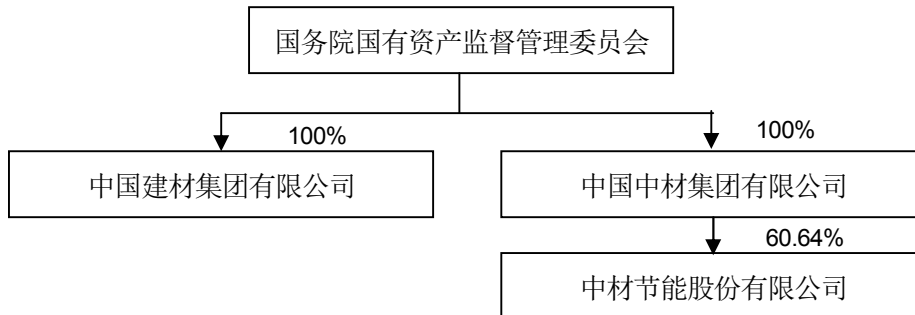 国务院国有资产监督管理委员会
100%
100%
中国建材集团有限公司
中国中材集团有限公司
60.64%
中材节能股份有限公司